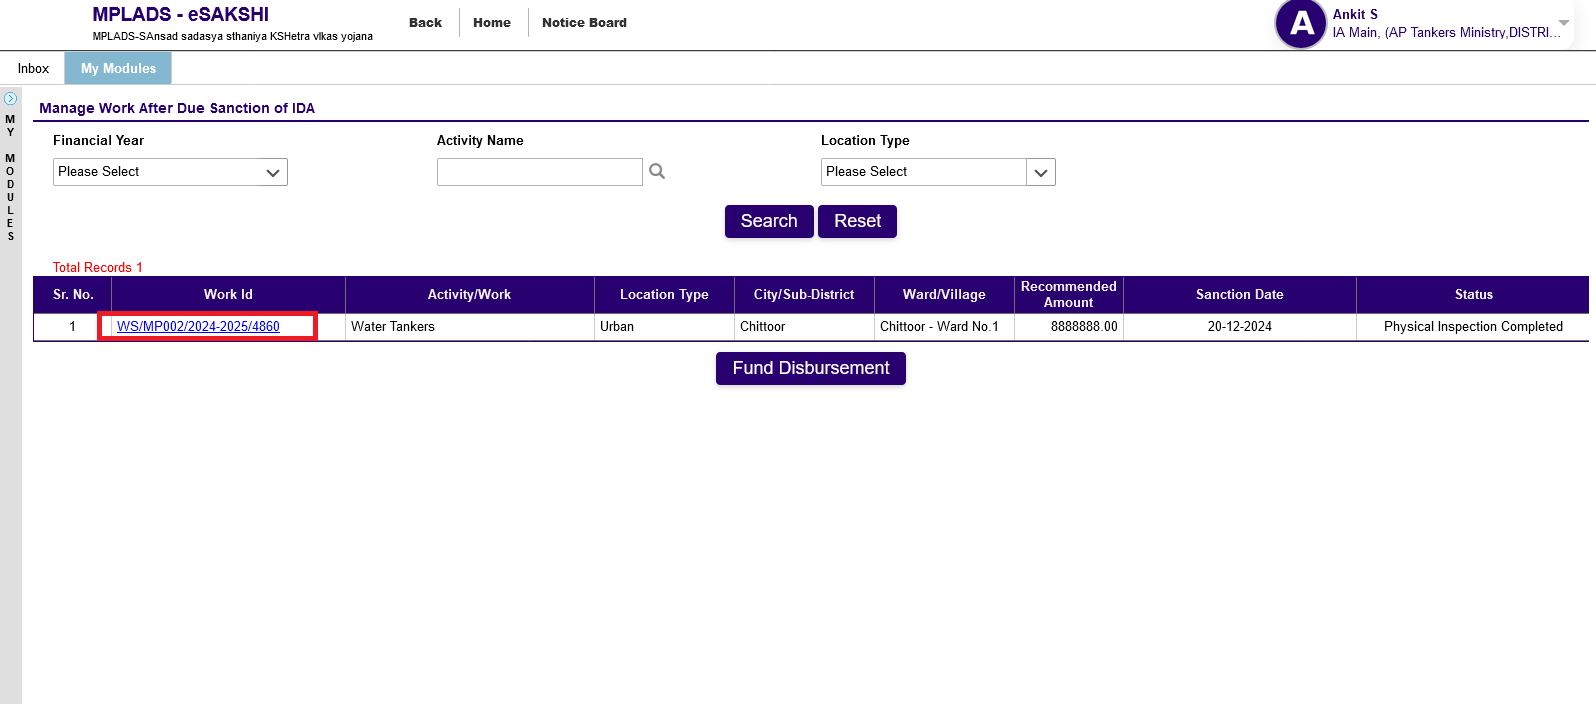 MPLADS - eSAKSHI
MPLADS-SAnsad sadasya sthaniya KSHetra vIkas yojana
Back Home Notice Board
A
Ankit S
IA Main, (AP Tankers Ministry,DISTRI...
Inbox My Modules
MY MODULES
Manage Work After Due Sanction of IDA
Financial Year Activity Name Location Type
Please Select Please Select
Search Reset
Total Records 1
Sr. No. Work Id Activity/Work Location Type City/Sub-District Ward/Village Recommended Amount Sanction Date Status
1 WS/MP002/2024-2025/4860 Water Tankers Urban Chittoor Chittoor - Ward No.1 8888888.00 20-12-2024 Physical Inspection Completed
Fund Disbursement